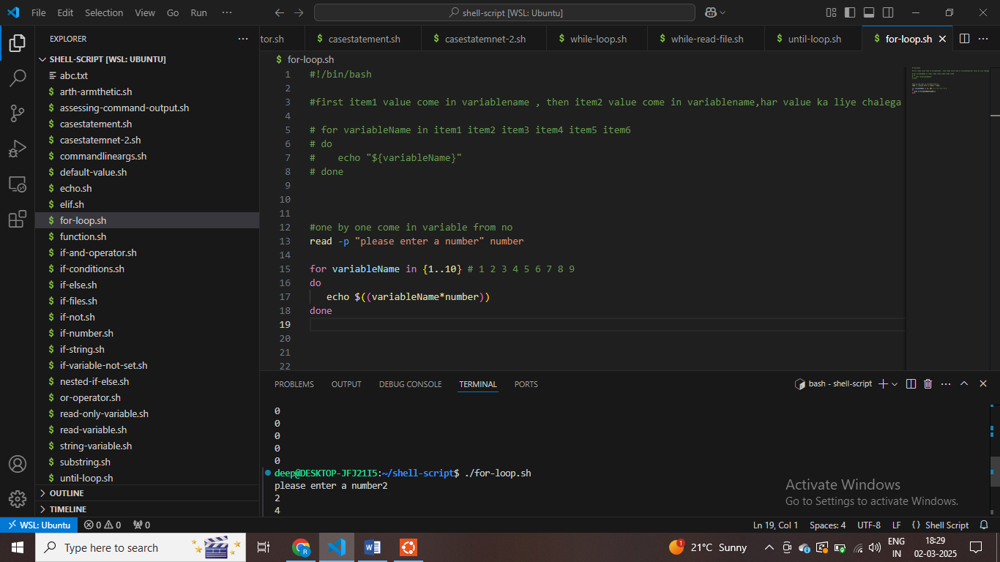 File Edit Selection View Go Run ···
shell-script [WSL: Ubuntu]
EXPLORER
SHELL-SCRIPT [WSL: UBUNTU]
abc.txt
$ arth-armthetic.sh
$ assessing-command-output.sh
$ casestatement.sh
$ casestatemnet-2.sh
$ commandlineargs.sh
$ default-value.sh
$ echo.sh
$ elif.sh
$ for-loop.sh
$ function.sh
$ if-and-operator.sh
$ if-conditions.sh
$ if-else.sh
$ if-files.sh
$ if-not.sh
$ if-number.sh
$ if-string.sh
$ if-variable-not-set.sh
$ nested-if-else.sh
$ or-operator.sh
$ read-only-variable.sh
$ read-variable.sh
$ string-variable.sh
$ substring.sh
$ until-loop.sh
OUTLINE
TIMELINE
tor.sh $ casestatement.sh $ casestatemnet-2.sh $ while-loop.sh $ while-read-file.sh $ until-loop.sh $ for-loop.sh
$ for-loop.sh
1 #!/bin/bash
2
3 #first item1 value come in variablename , then item2 value come in variablename,har value ka liye chalega
4
5 # for variableName in item1 item2 item3 item4 item5 item6
6 # do
7 #    echo "${variableName}"
8 # done
9
10
11
12 #one by one come in variable from no
13 read -p "please enter a number" number
14
15 for variableName in {1..10} # 1 2 3 4 5 6 7 8 9
16 do
17    echo $((variableName*number))
18 done
19
20
21
22
PROBLEMS OUTPUT DEBUG CONSOLE TERMINAL PORTS
bash - shell-script
0
0
0
0
0
deep@DESKTOP-JFJ21I5:~/shell-script$ ./for-loop.sh
please enter a number2
2
4
Activate Windows
Go to Settings to activate Windows.
WSL: Ubuntu 0 0 0 Ln 19, Col 1 Spaces: 4 UTF-8 LF {} Shell Script
Type here to search
R
W
1
21°C Sunny
ENG
IN
18:29
02-03-2025